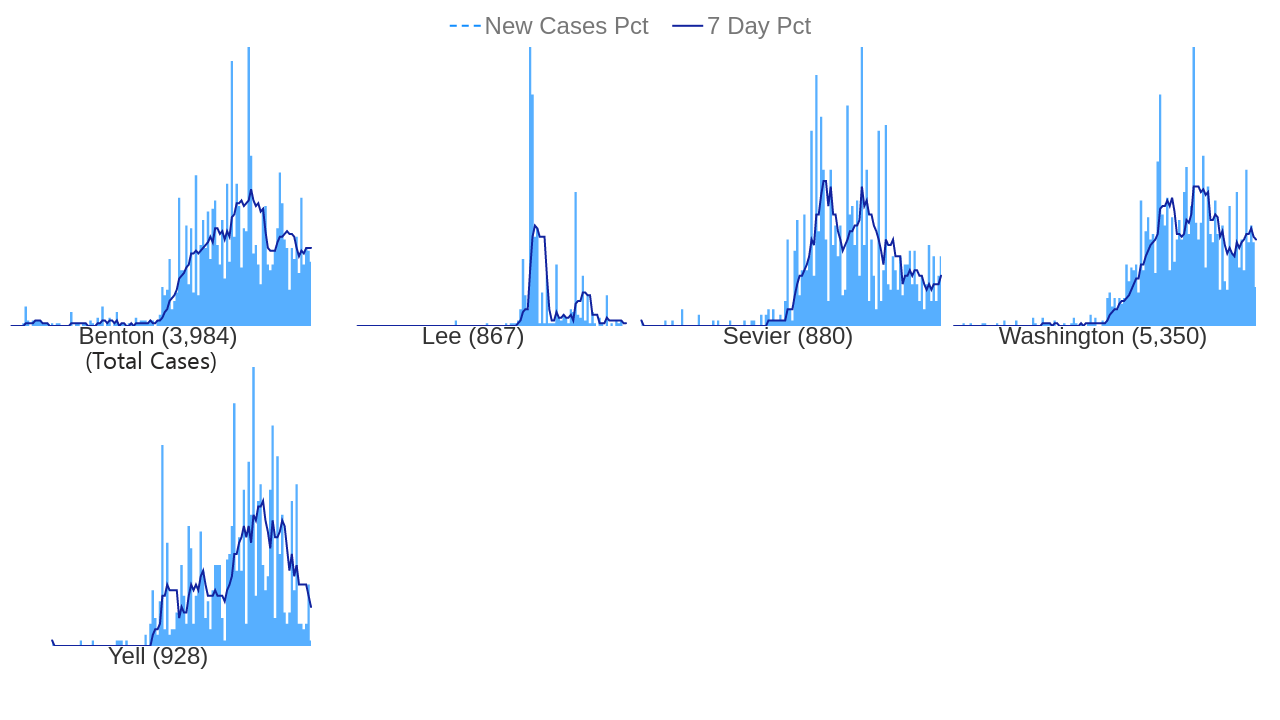 New Cases Pct 7 Day Pct
Benton (3,984) Lee (867) Sevier (880) Washington (5,350)
(Total Cases)
Yell (928)